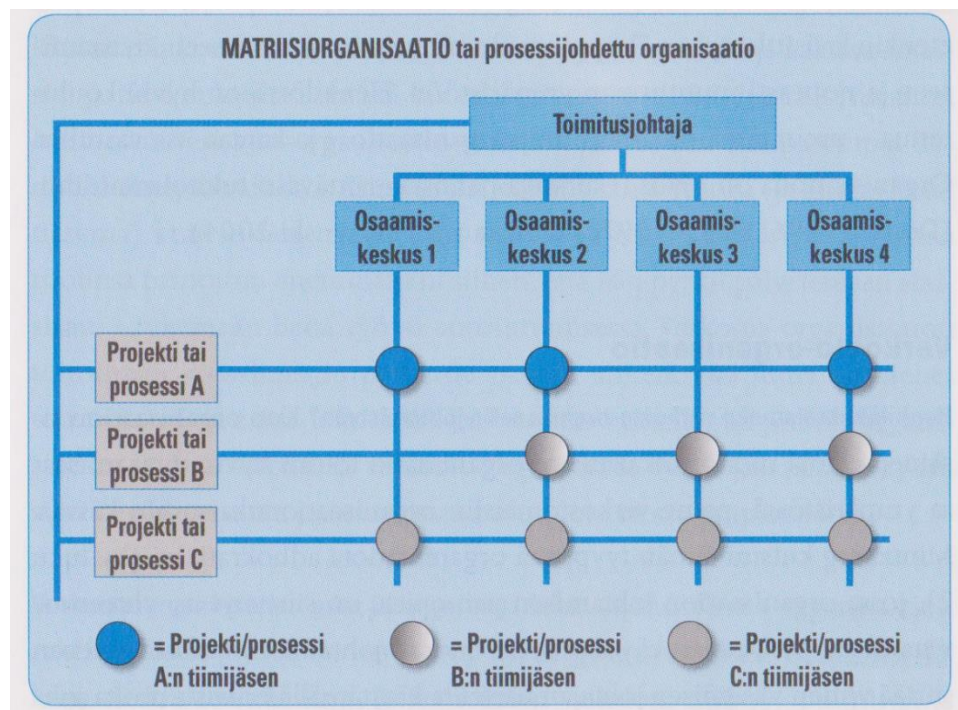 MATRIISIORGANISAATIO tai prosessijohdettu organisaatio
Toimitusjohtaja
Osaamis-
keskus 1
Osaamis-
keskus 2
Osaamis-
keskus 3
Osaamis-
keskus 4
Projekti tai
prosessi A
Projekti tai
prosessi B
Projekti tai
prosessi C
= Projekti/prosessi
A:n tiimijäsen
= Projekti/prosessi
B:n tiimijäsen
= Projekti/prosessi
C:n tiimijäsen